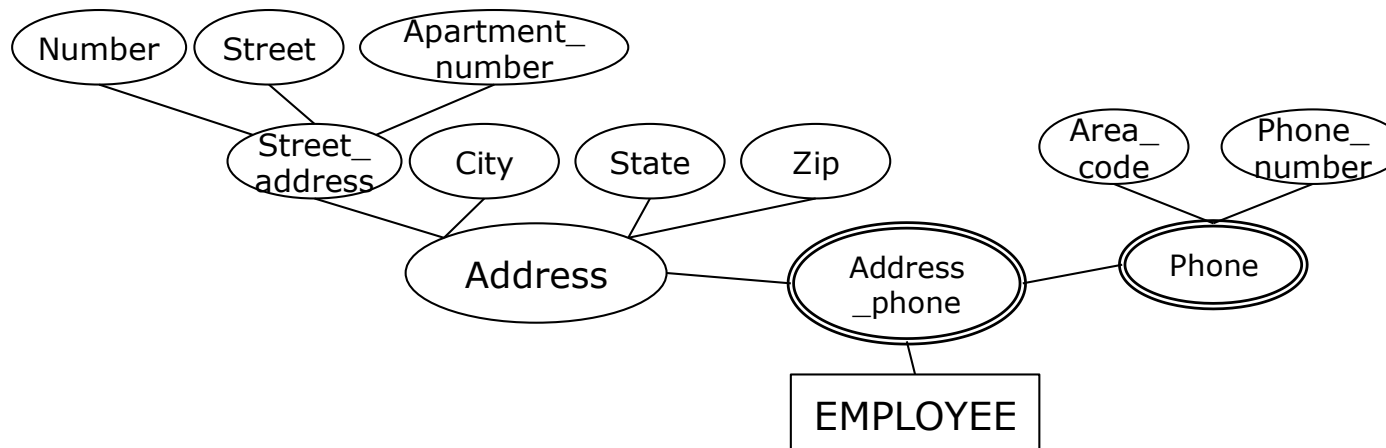 Number
Street
Apartment_
number
Street_
address
City
State
Zip
Area_
code
Phone_
number
Address
Address
_phone
Phone
EMPLOYEE